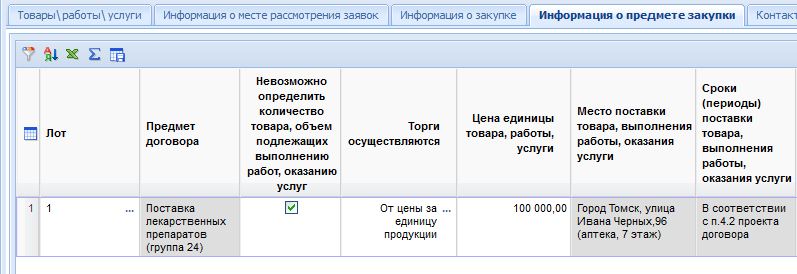 Товары\ работы\ услуги
Информация о месте рассмотрения заявок
Информация о закупке
Информация о предмете закупки
Лот
Предмет
договора
Невозможно
определить
количество
товара, объем
подлежащих
выполнению
работ, оказанию
услуг
Торги
осуществляются
Цена единицы
товара, работы,
услуги
Место поставки
товара, выполнения
работы, оказания
услуги
Сроки
(периоды)
поставки
товара,
выполнения
работы,
оказания услуги
1
1 ...
Поставка
лекарственных
препаратов
(группа 24)
От цены за ...
единицу
продукции
100 000,00
Город Томск, улица
Ивана Черных,96
(аптека, 7 этаж)
В соответствии
с п.4.2 проекта
договора